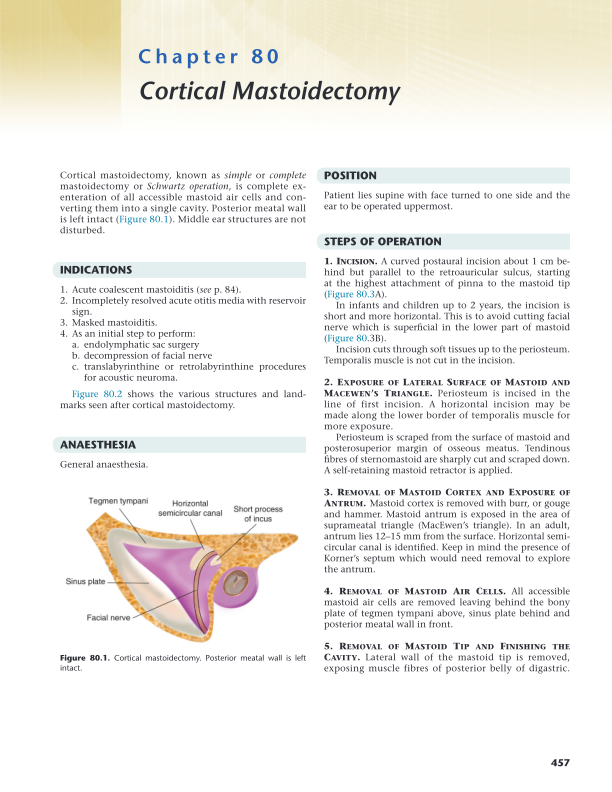 Chapter 80
Cortical Mastoidectomy
Cortical mastoidectomy, known as simple or complete
mastoidectomy or Schwartz operation, is complete ex-
enteration of all accessible mastoid air cells and con-
verting them into a single cavity. Posterior meatal wall
is left intact (Figure 80.1). Middle ear structures are not
disturbed.
INDICATIONS
1. Acute coalescent mastoiditis (see p. 84).
2. Incompletely resolved acute otitis media with reservoir
sign.
3. Masked mastoiditis.
4. As an initial step to perform:
a. endolymphatic sac surgery
b. decompression of facial nerve
c. translabyrinthine or retrolabyrinthine procedures
for acoustic neuroma.
Figure 80.2 shows the various structures and land-
marks seen after cortical mastoidectomy.
ANAESTHESIA
General anaesthesia.
Tegmen tympani
Horizontal
semicircular canal
Short process
of incus
Sinus plate
Facial nerve
Figure 80.1. Cortical mastoidectomy. Posterior meatal wall is left
intact.
POSITION
Patient lies supine with face turned to one side and the
ear to be operated uppermost.
STEPS OF OPERATION
1. Incision. A curved postaural incision about 1 cm be-
hind but parallel to the retroauricular sulcus, starting
at the highest attachment of pinna to the mastoid tip
(Figure 80.3A).
In infants and children up to 2 years, the incision is
short and more horizontal. This is to avoid cutting facial
nerve which is superficial in the lower part of mastoid
(Figure 80.3B).
Incision cuts through soft tissues up to the periosteum.
Temporalis muscle is not cut in the incision.
2. Exposure of Lateral Surface of Mastoid and
Macewen's Triangle. Periosteum is incised in the
line of first incision. A horizontal incision may be
made along the lower border of temporalis muscle for
more exposure.
Periosteum is scraped from the surface of mastoid and
posterosuperior margin of osseous meatus. Tendinous
fibres of sternomastoid are sharply cut and scraped down.
A self-retaining mastoid retractor is applied.
3. Removal of Mastoid Cortex and Exposure of
Antrum. Mastoid cortex is removed with burr, or gouge
and hammer. Mastoid antrum is exposed in the area of
suprameatal triangle (MacEwen's triangle). In an adult,
antrum lies 12–15 mm from the surface. Horizontal semi-
circular canal is identified. Keep in mind the presence of
Korner's septum which would need removal to explore
the antrum.
4. Removal of Mastoid Air Cells. All accessible
mastoid air cells are removed leaving behind the bony
plate of tegmen tympani above, sinus plate behind and
posterior meatal wall in front.
5. Removal of Mastoid Tip and Finishing the
Cavity. Lateral wall of the mastoid tip is removed,
exposing muscle fibres of posterior belly of digastric.
457